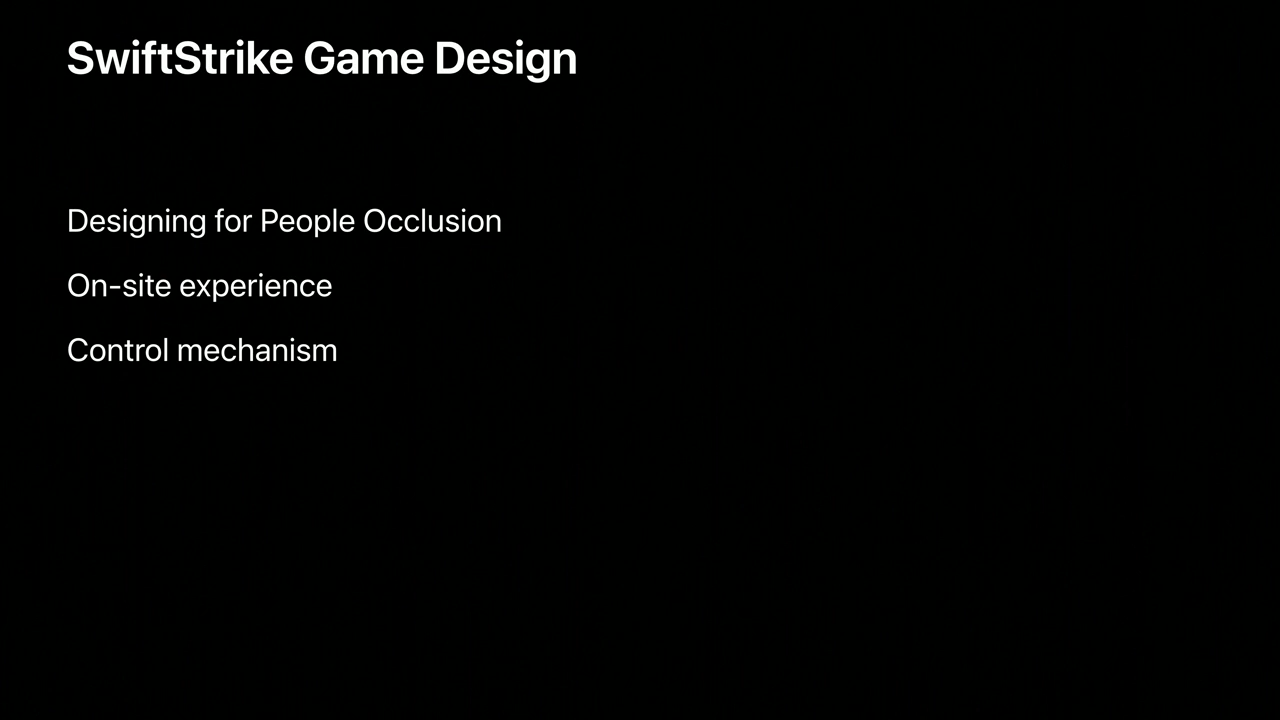 SwiftStrike Game Design
Designing for People Occlusion
On-site experience
Control mechanism